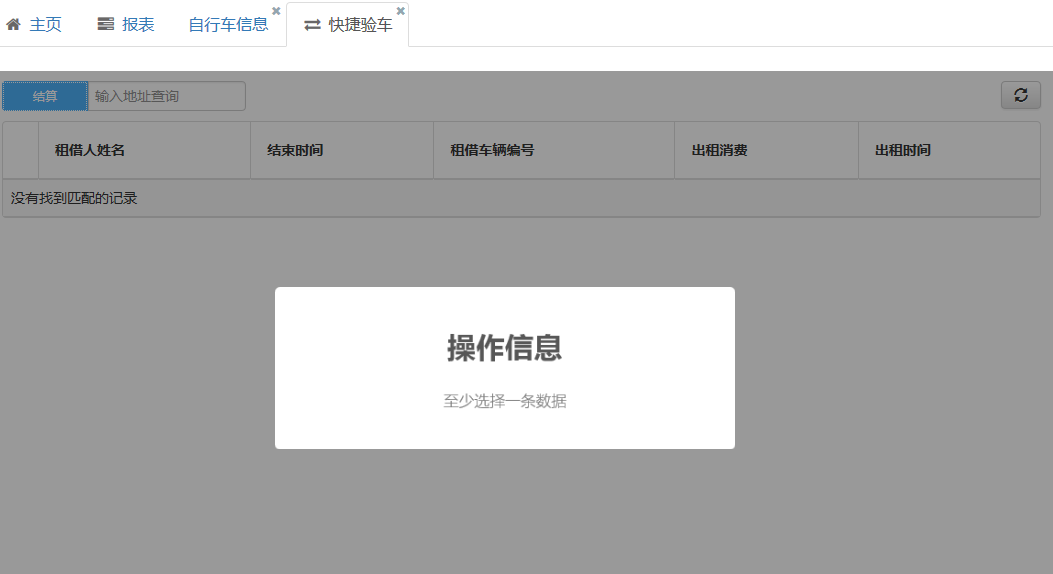 主页 报表 自行车信息 快捷验车
结算 输入地址查询
租借人姓名 结束时间 租借车辆编号 出租消费 出租时间
没有找到匹配的记录
操作信息
至少选择一条数据